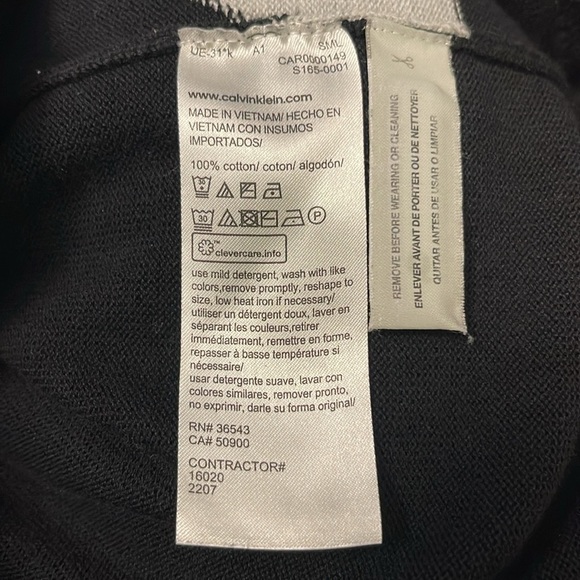 UE-31*k A1 SML
CAR0000149
S165-0001
www.calvinklein.com
MADE IN VIETNAM/ HECHO EN
VIETNAM CON INSUMOS
IMPORTADOS/
100% cotton/ coton/ algodón/
30
30 P
™clevercare.info
use mild detergent, wash with like
colors,remove promptly, reshape to
size, low heat iron if necessary/
utiliser un détergent doux, laver en
séparant les couleurs,retirer
immédiatement, remettre en forme,
repasser à basse température si
nécessaire/
usar detergente suave, lavar con
colores similares, remover pronto,
no exprimir, darle su forma original/
RN# 36543
CA# 50900
CONTRACTOR#
16020
2207
REMOVE BEFORE WEARING OR CLEANING
ENLEVER AVANT DE PORTER OU DE NETTOYER
QUITAR ANTES DE USAR O LIMPIAR